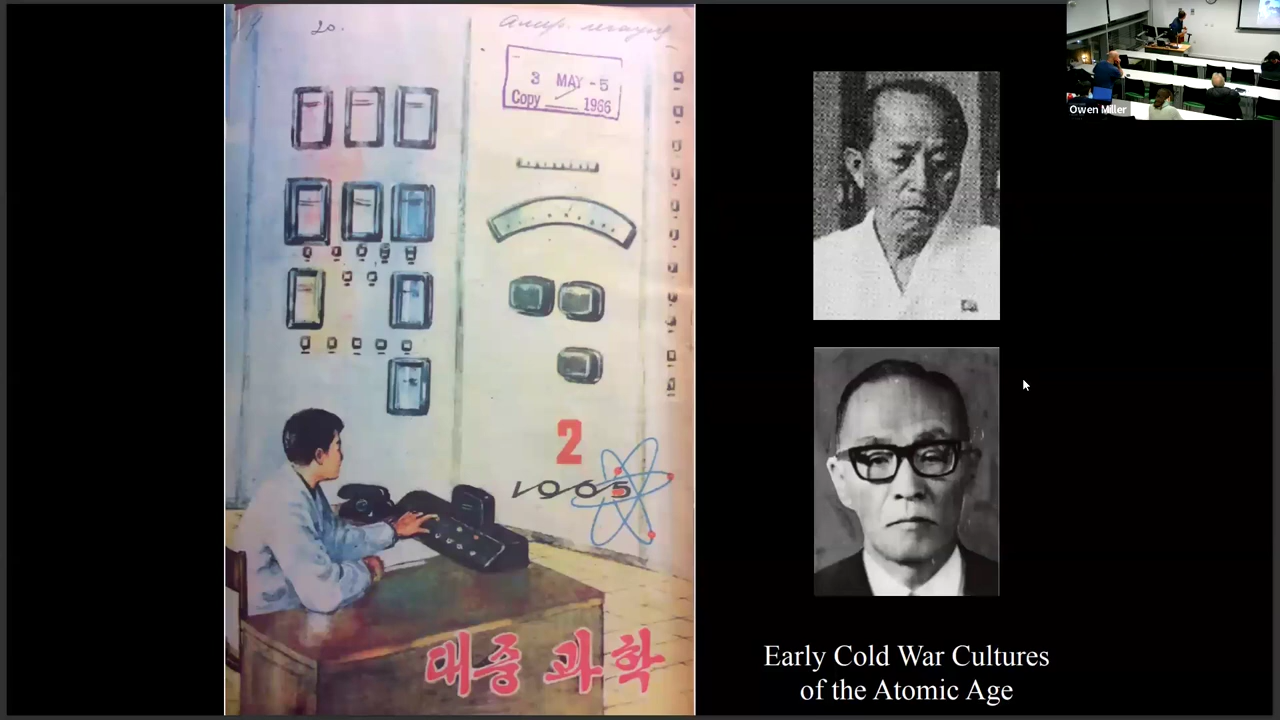 20.
3 MAY - 5
Copy 1966
2
1965
대중 과학
Early Cold War Cultures
of the Atomic Age
Owen Miller